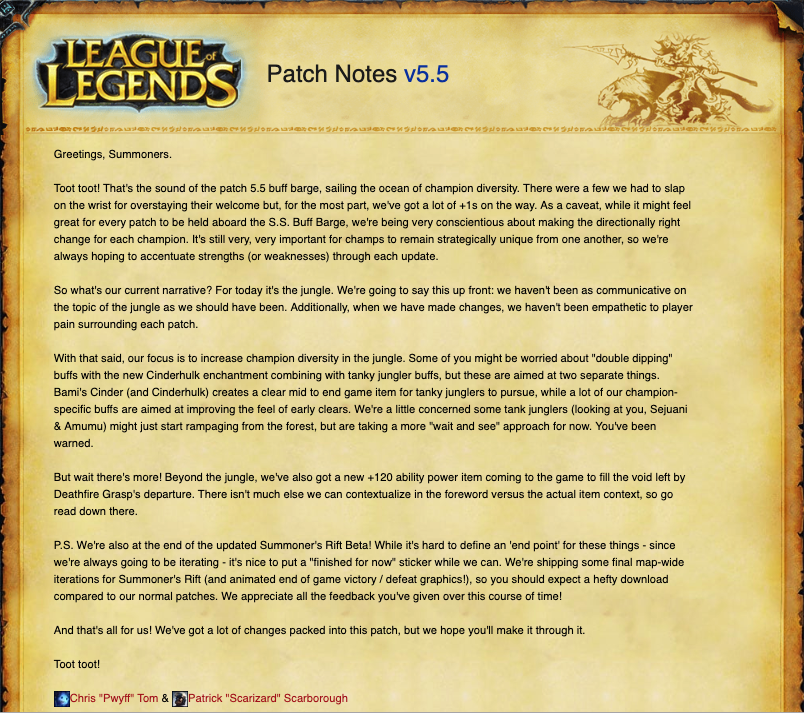 LEAGUE of
LEGENDS
Patch Notes v5.5
Greetings, Summoners.
Toot toot! That's the sound of the patch 5.5 buff barge, sailing the ocean of champion diversity. There were a few we had to slap
on the wrist for overstaying their welcome but, for the most part, we've got a lot of +1s on the way. As a caveat, while it might feel
great for every patch to be held aboard the S.S. Buff Barge, we're being very conscientious about making the directionally right
change for each champion. It's still very, very important for champs to remain strategically unique from one another, so we're
always hoping to accentuate strengths (or weaknesses) through each update.
So what's our current narrative? For today it's the jungle. We're going to say this up front: we haven't been as communicative on
the topic of the jungle as we should have been. Additionally, when we have made changes, we haven't been empathetic to player
pain surrounding each patch.
With that said, our focus is to increase champion diversity in the jungle. Some of you might be worried about "double dipping"
buffs with the new Cinderhulk enchantment combining with tanky jungler buffs, but these are aimed at two separate things.
Bami's Cinder (and Cinderhulk) creates a clear mid to end game item for tanky junglers to pursue, while a lot of our champion-
specific buffs are aimed at improving the feel of early clears. We're a little concerned some tank junglers (looking at you, Sejuani
& Amumu) might just start rampaging from the forest, but are taking a more "wait and see" approach for now. You've been
warned.
But wait there's more! Beyond the jungle, we've also got a new +120 ability power item coming to the game to fill the void left by
Deathfire Grasp's departure. There isn't much else we can contextualize in the foreword versus the actual item context, so go
read down there.
P.S. We're also at the end of the updated Summoner's Rift Beta! While it's hard to define an 'end point' for these things - since
we're always going to be iterating - it's nice to put a "finished for now" sticker while we can. We're shipping some final map-wide
iterations for Summoner's Rift (and animated end of game victory / defeat graphics!), so you should expect a hefty download
compared to our normal patches. We appreciate all the feedback you've given over this course of time!
And that's all for us! We've got a lot of changes packed into this patch, but we hope you'll make it through it.
Toot toot!
Chris "Pwyff" Tom & Patrick "Scarizard" Scarborough